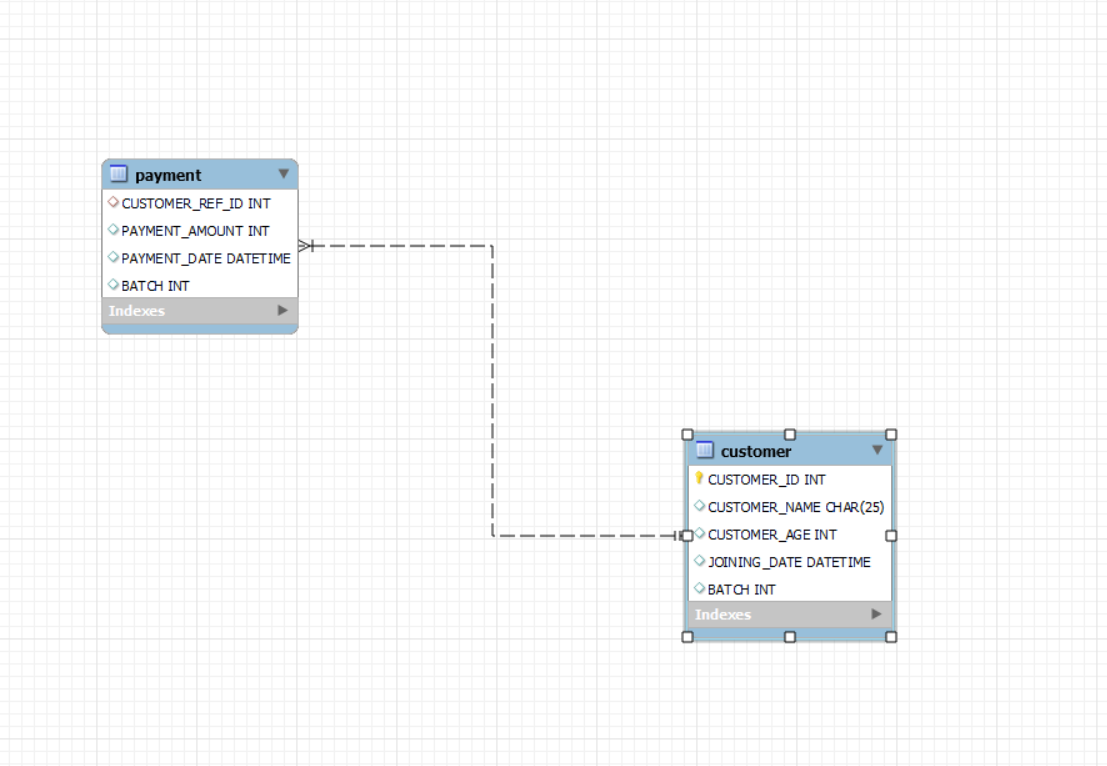 payment
CUSTOMER_REF_ID INT
PAYMENT_AMOUNT INT
PAYMENT_DATE DATETIME
BATCH INT
Indexes
customer
CUSTOMER_ID INT
CUSTOMER_NAME CHAR(25)
CUSTOMER_AGE INT
JOINING_DATE DATETIME
BATCH INT
Indexes